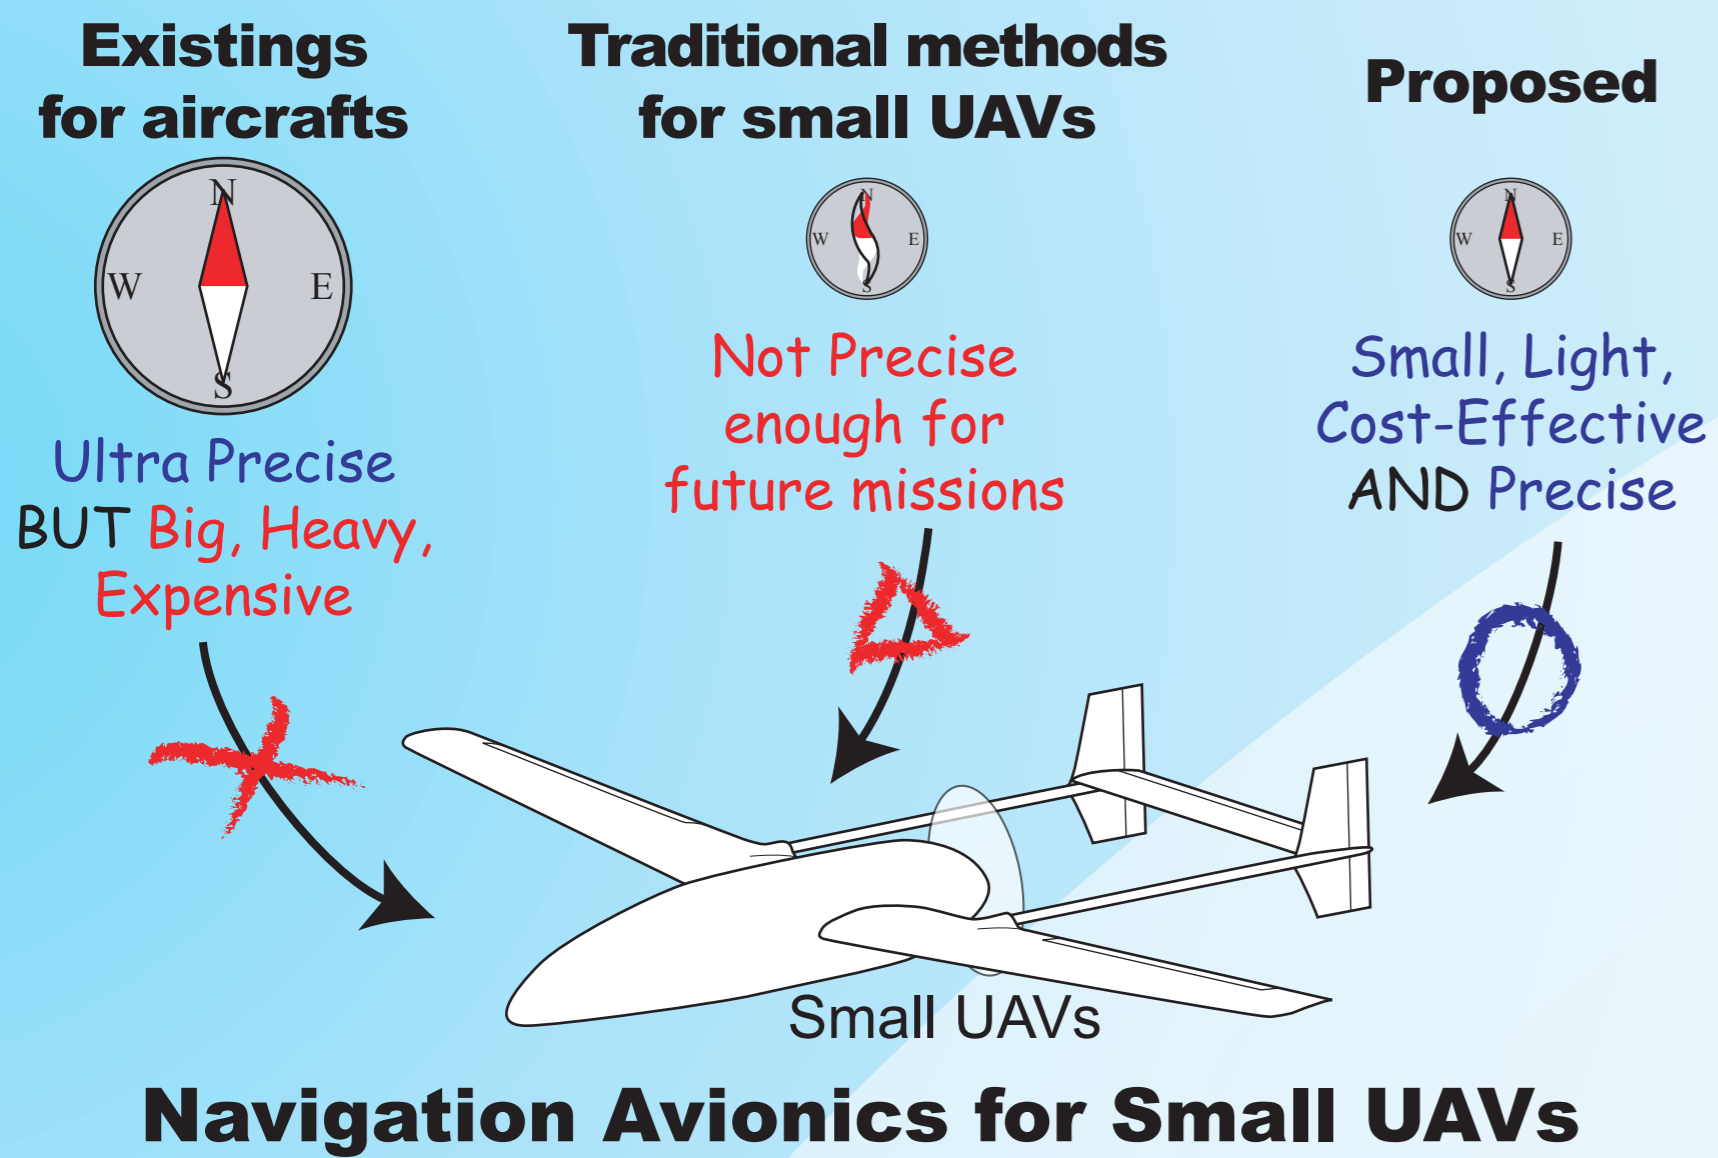 Existings
for aircrafts
N
W
E
S
Ultra Precise
BUT Big, Heavy,
Expensive
Traditional methods
for small UAVs
N
W
E
S
Not Precise
enough for
future missions
Proposed
N
W
E
S
Small, Light,
Cost-Effective
AND Precise
Small UAVs
Navigation Avionics for Small UAVs